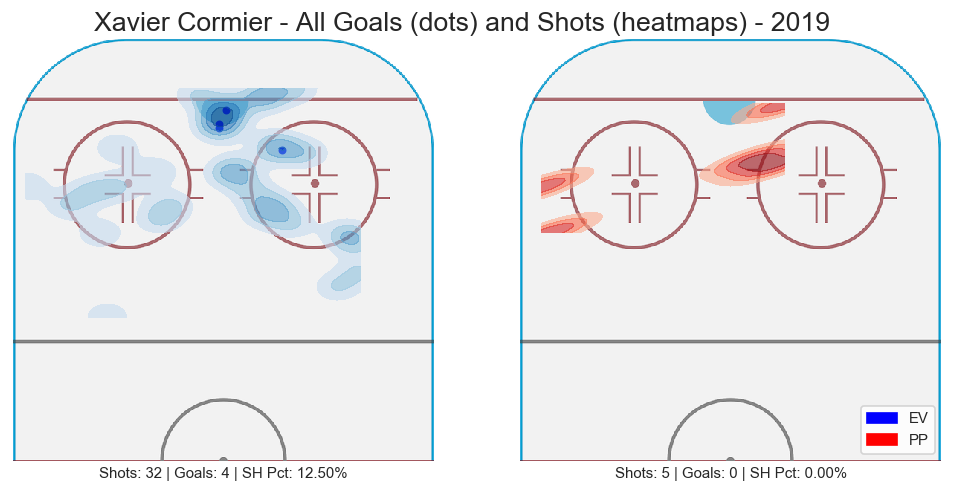 Xavier Cormier - All Goals (dots) and Shots (heatmaps) - 2019
EV
PP
Shots: 32 | Goals: 4 | SH Pct: 12.50%
Shots: 5 | Goals: 0 | SH Pct: 0.00%